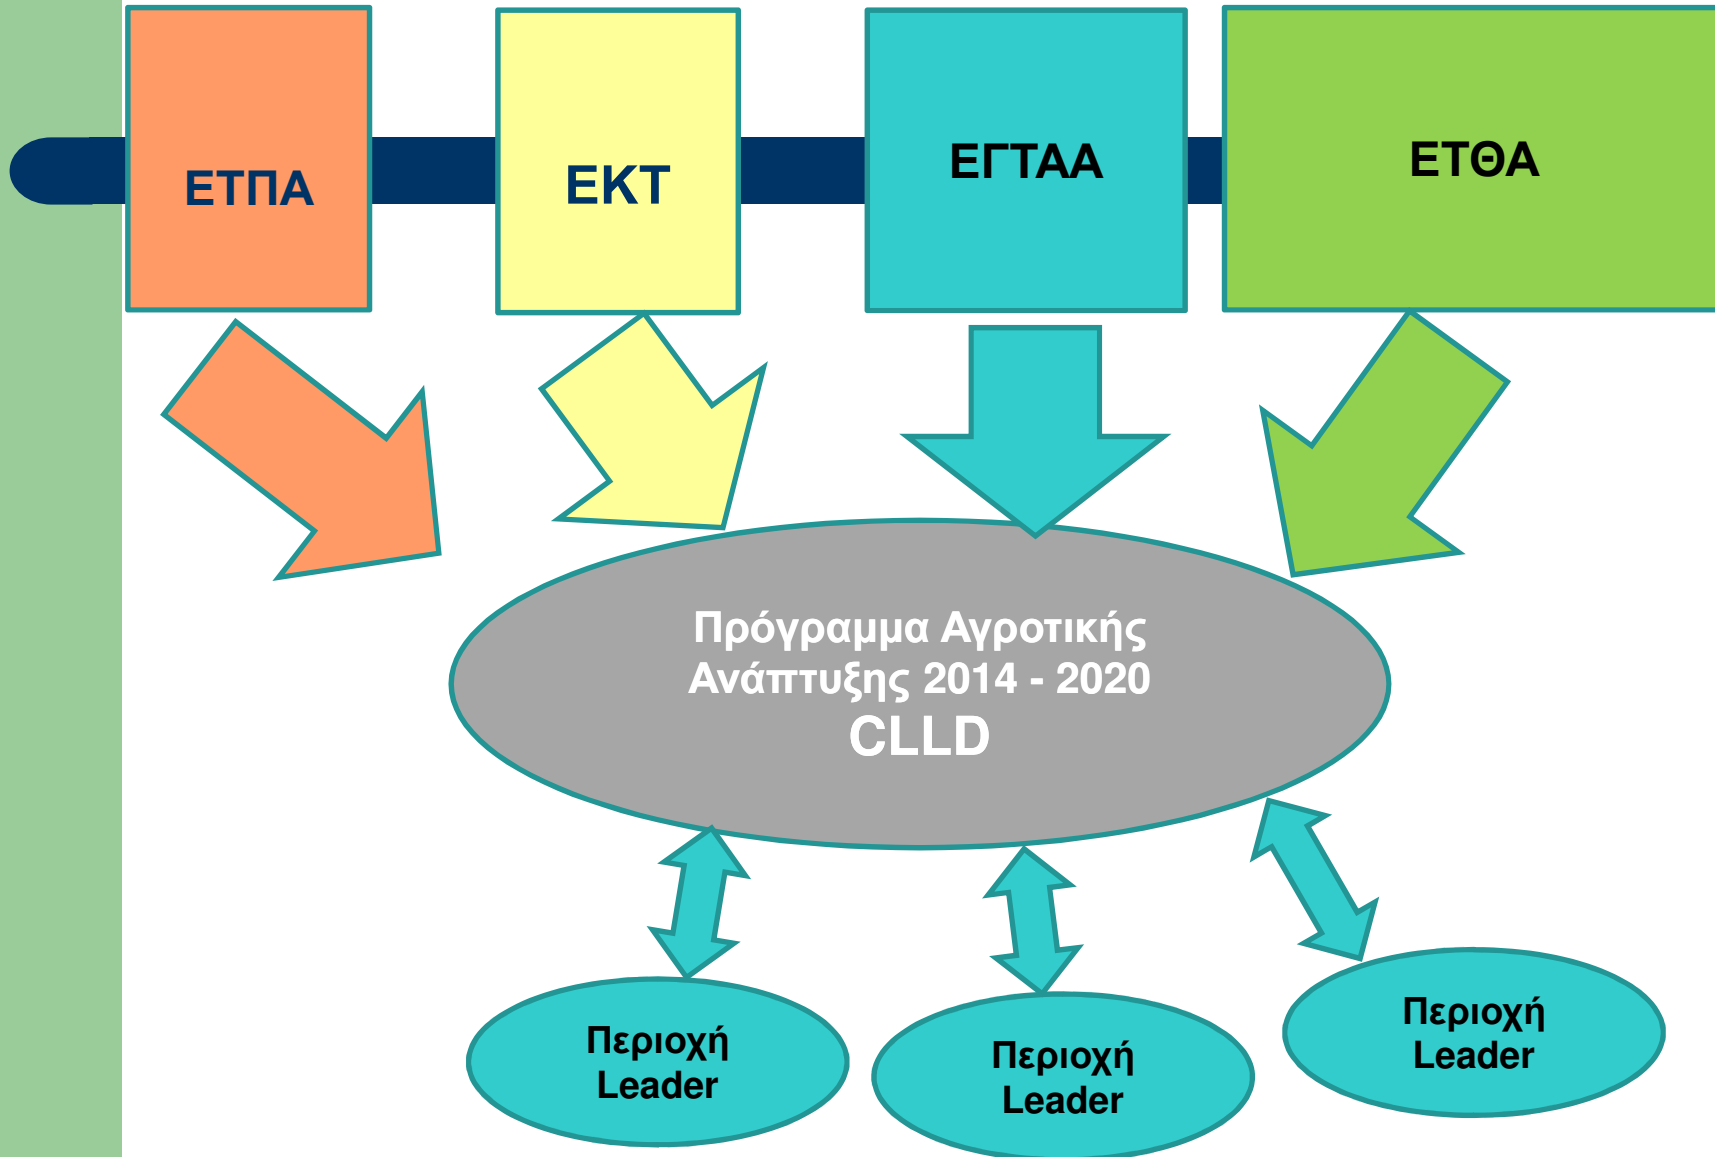 ΕΤΠΑ
ΕΚΤ
ΕΓΤΑΑ
ΕΤΘΑ
Πρόγραμμα Αγροτικής
Ανάπτυξης 2014 - 2020
CLLD
Περιοχή
Leader
Περιοχή
Leader
Περιοχή
Leader